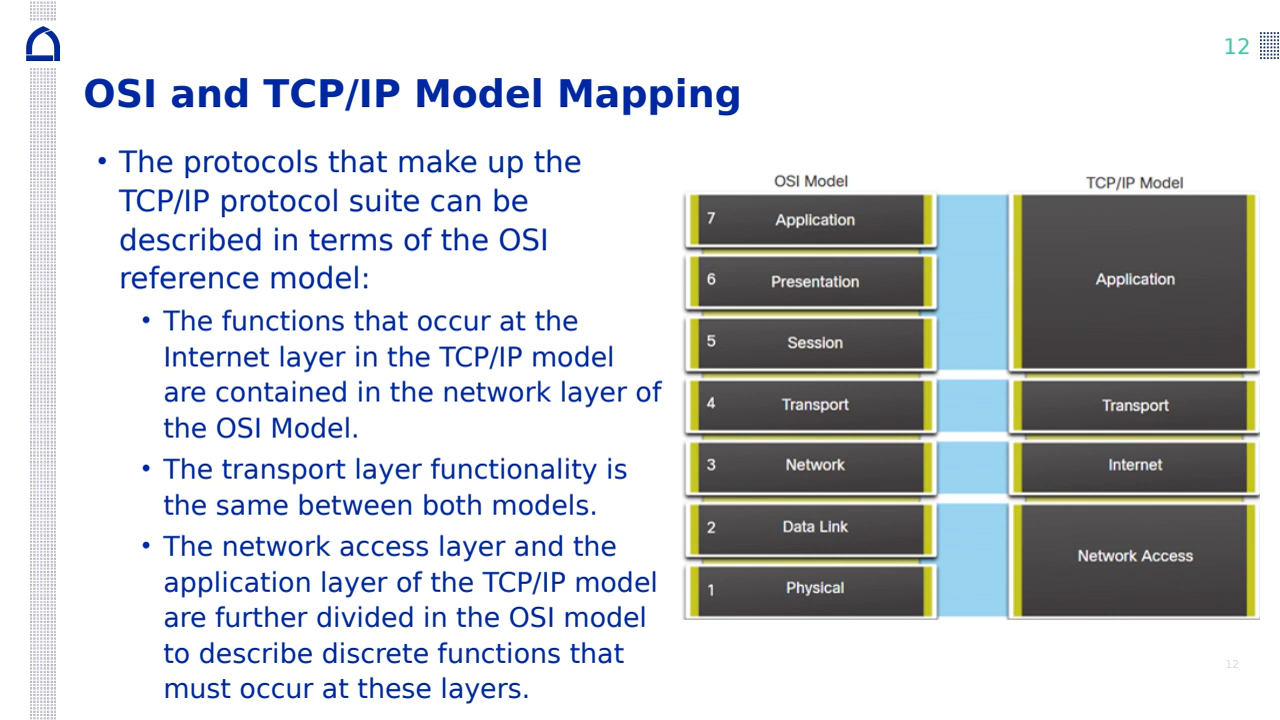 12
OSI and TCP/IP Model Mapping
• The protocols that make up the
TCP/IP protocol suite can be
described in terms of the OSI
reference model:
• The functions that occur at the
Internet layer in the TCP/IP model
are contained in the network layer of
the OSI Model.
• The transport layer functionality is
the same between both models.
• The network access layer and the
application layer of the TCP/IP model
are further divided in the OSI model
to describe discrete functions that
must occur at these layers.
OSI Model
7 Application
6 Presentation
5 Session
4 Transport
3 Network
2 Data Link
1 Physical
TCP/IP Model
Application
Transport
Internet
Network Access
12